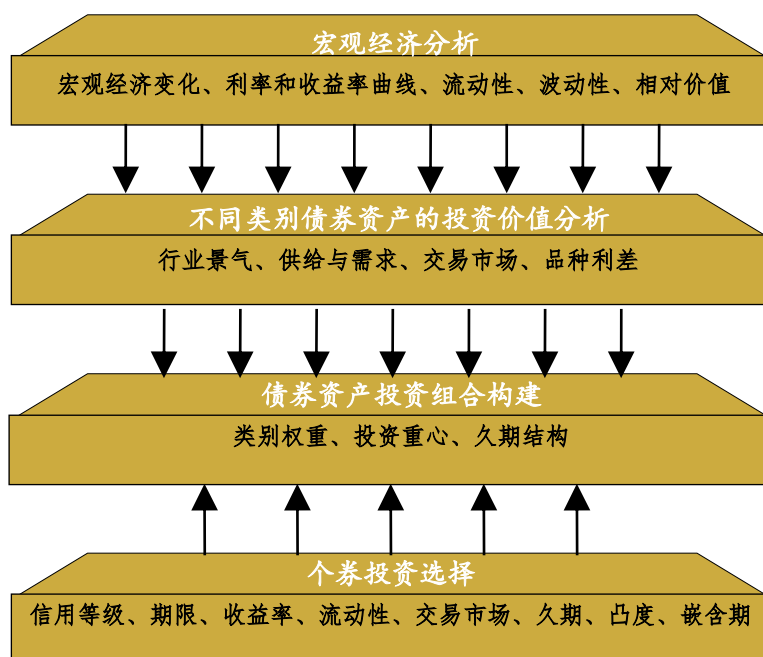 宏观经济分析
宏观经济变化、利率和收益率曲线、流动性、波动性、相对价值
不同类别债券资产的投资价值分析
行业景气、供给与需求、交易市场、品种利差
债券资产投资组合构建
类别权重、投资重心、久期结构
个券投资选择
信用等级、期限、收益率、流动性、交易市场、久期、凸度、嵌含期